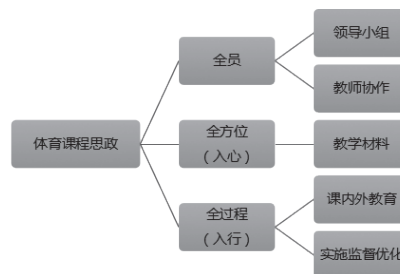 体育课程思政
全员
领导小组
教师协作
全方位
（入心）
教学材料
全过程
（入行）
课内外教育
实施监督优化